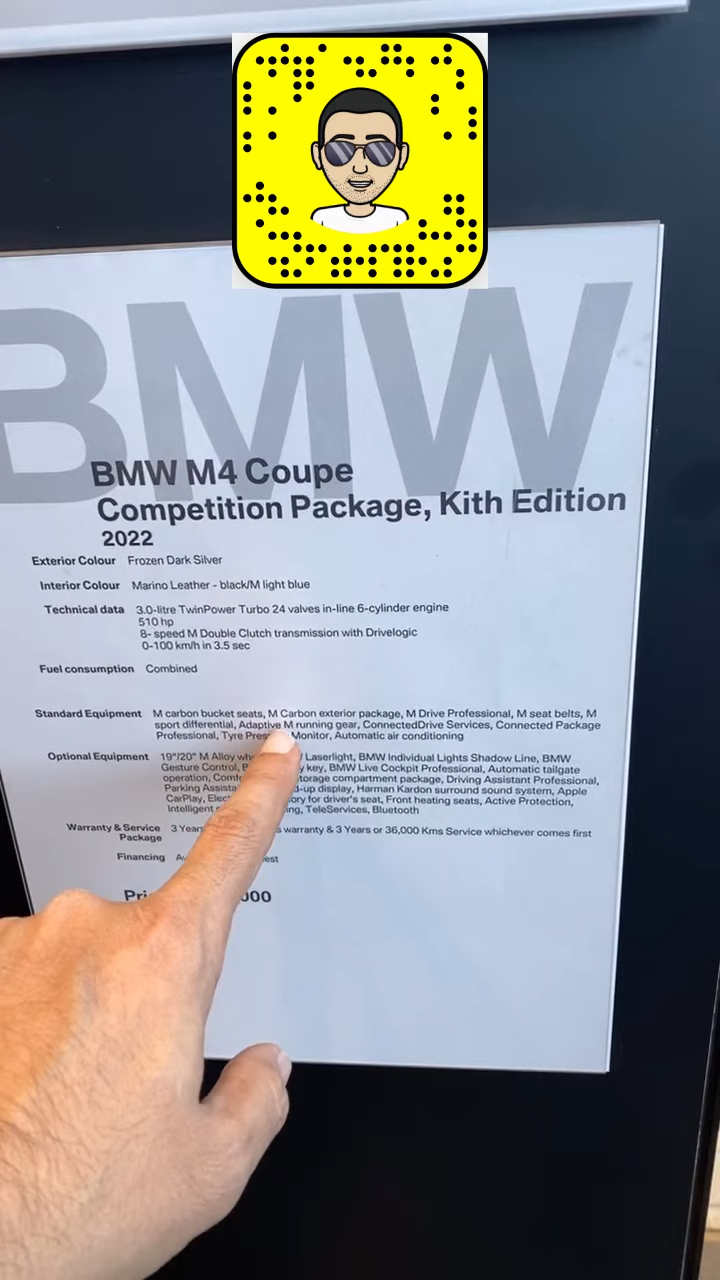 BMW
BMW M4 Coupe
Competition Package, Kith Edition
2022
Exterior Colour Frozen Dark Silver
Interior Colour Marino Leather - black/M light blue
Technical data 3.0-litre TwinPower Turbo 24 valves in-line 6-cylinder engine
510 hp
8- speed M Double Clutch transmission with Drivelogic
0-100 km/h in 3.5 sec
Fuel consumption Combined
Standard Equipment M carbon bucket seats, M Carbon exterior package, M Drive Professional, M seat belts, M
sport differential, Adaptive M running gear, ConnectedDrive Services, Connected Package
Professional, Tyre Monitor, Automatic air conditioning
Optional Equipment 19"/20" M Alloy Laserlight, BMW Individual Lights Shadow Line, BMW
Gesture Control, key, BMW Live Cockpit Professional, Automatic tailgate
operation, storage compartment package, Driving Assistant Professional,
Parking display, Harman Kardon surround sound system, Apple
CarPlay, for driver's seat, Front heating seats, Active Protection,
Intelligent TeleServices, Bluetooth
Warranty & Service 3 warranty & 3 Years or 36,000 Kms Service whichever comes first
Package
Financing
000